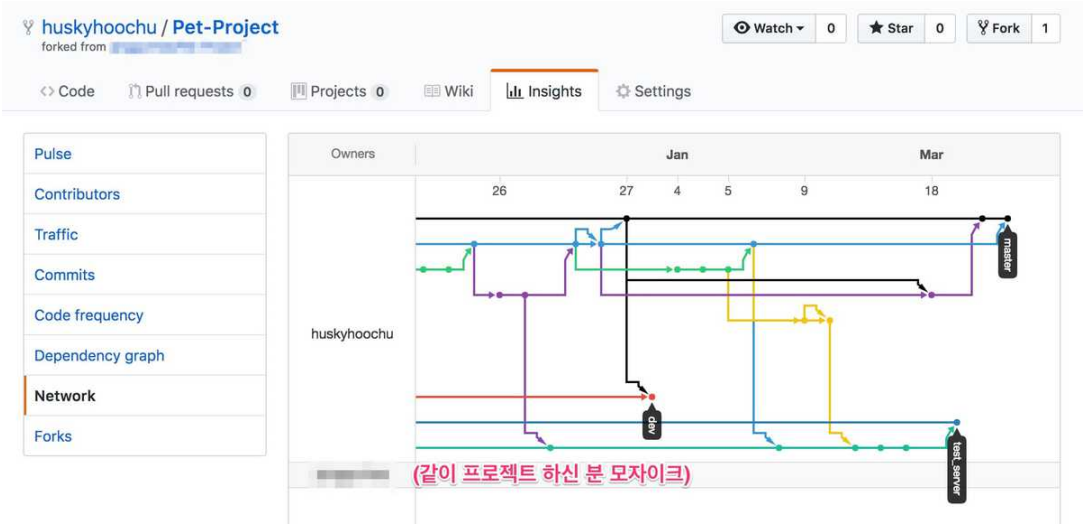 huskyhoochu / Pet-Project
forked from
Watch 0 Star 0 Fork 1
Code Pull requests 0 Projects 0 Wiki Insights Settings
Pulse
Contributors
Traffic
Commits
Code frequency
Dependency graph
Network
Forks
Owners Jan Mar
26 27 4 5 9 18
master
huskyhoochu
dev
test_server
(같이 프로젝트 하신 분 모자이크)